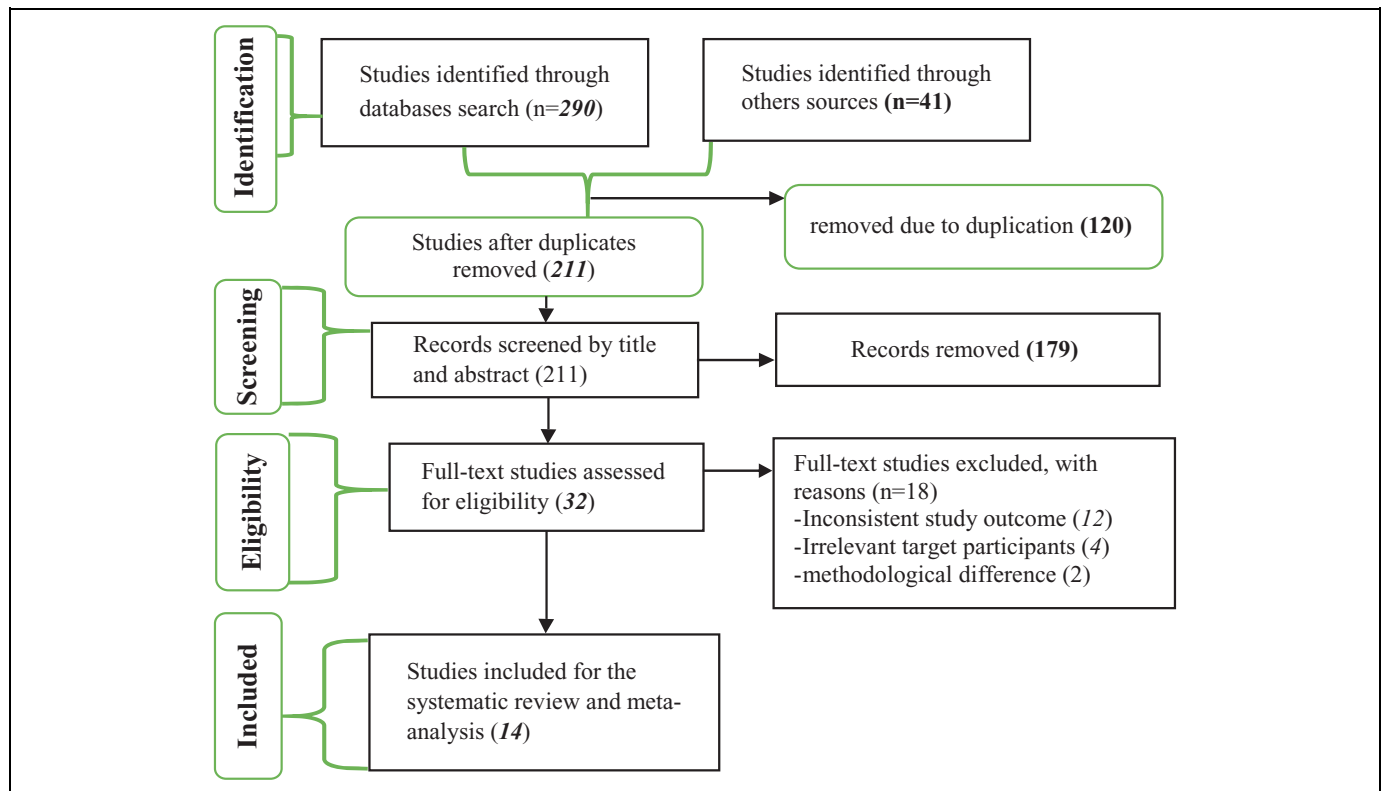 Identification
Studies identified through
databases search (n=290)
Studies identified through
others sources (n=41)
removed due to duplication (120)
Studies after duplicates
removed (211)
Screening
Records screened by title
and abstract (211)
Records removed (179)
Eligibility
Full-text studies assessed
for eligibility (32)
Full-text studies excluded, with
reasons (n=18)
-Inconsistent study outcome (12)
-Irrelevant target participants (4)
-methodological difference (2)
Included
Studies included for the
systematic review and meta-
analysis (14)